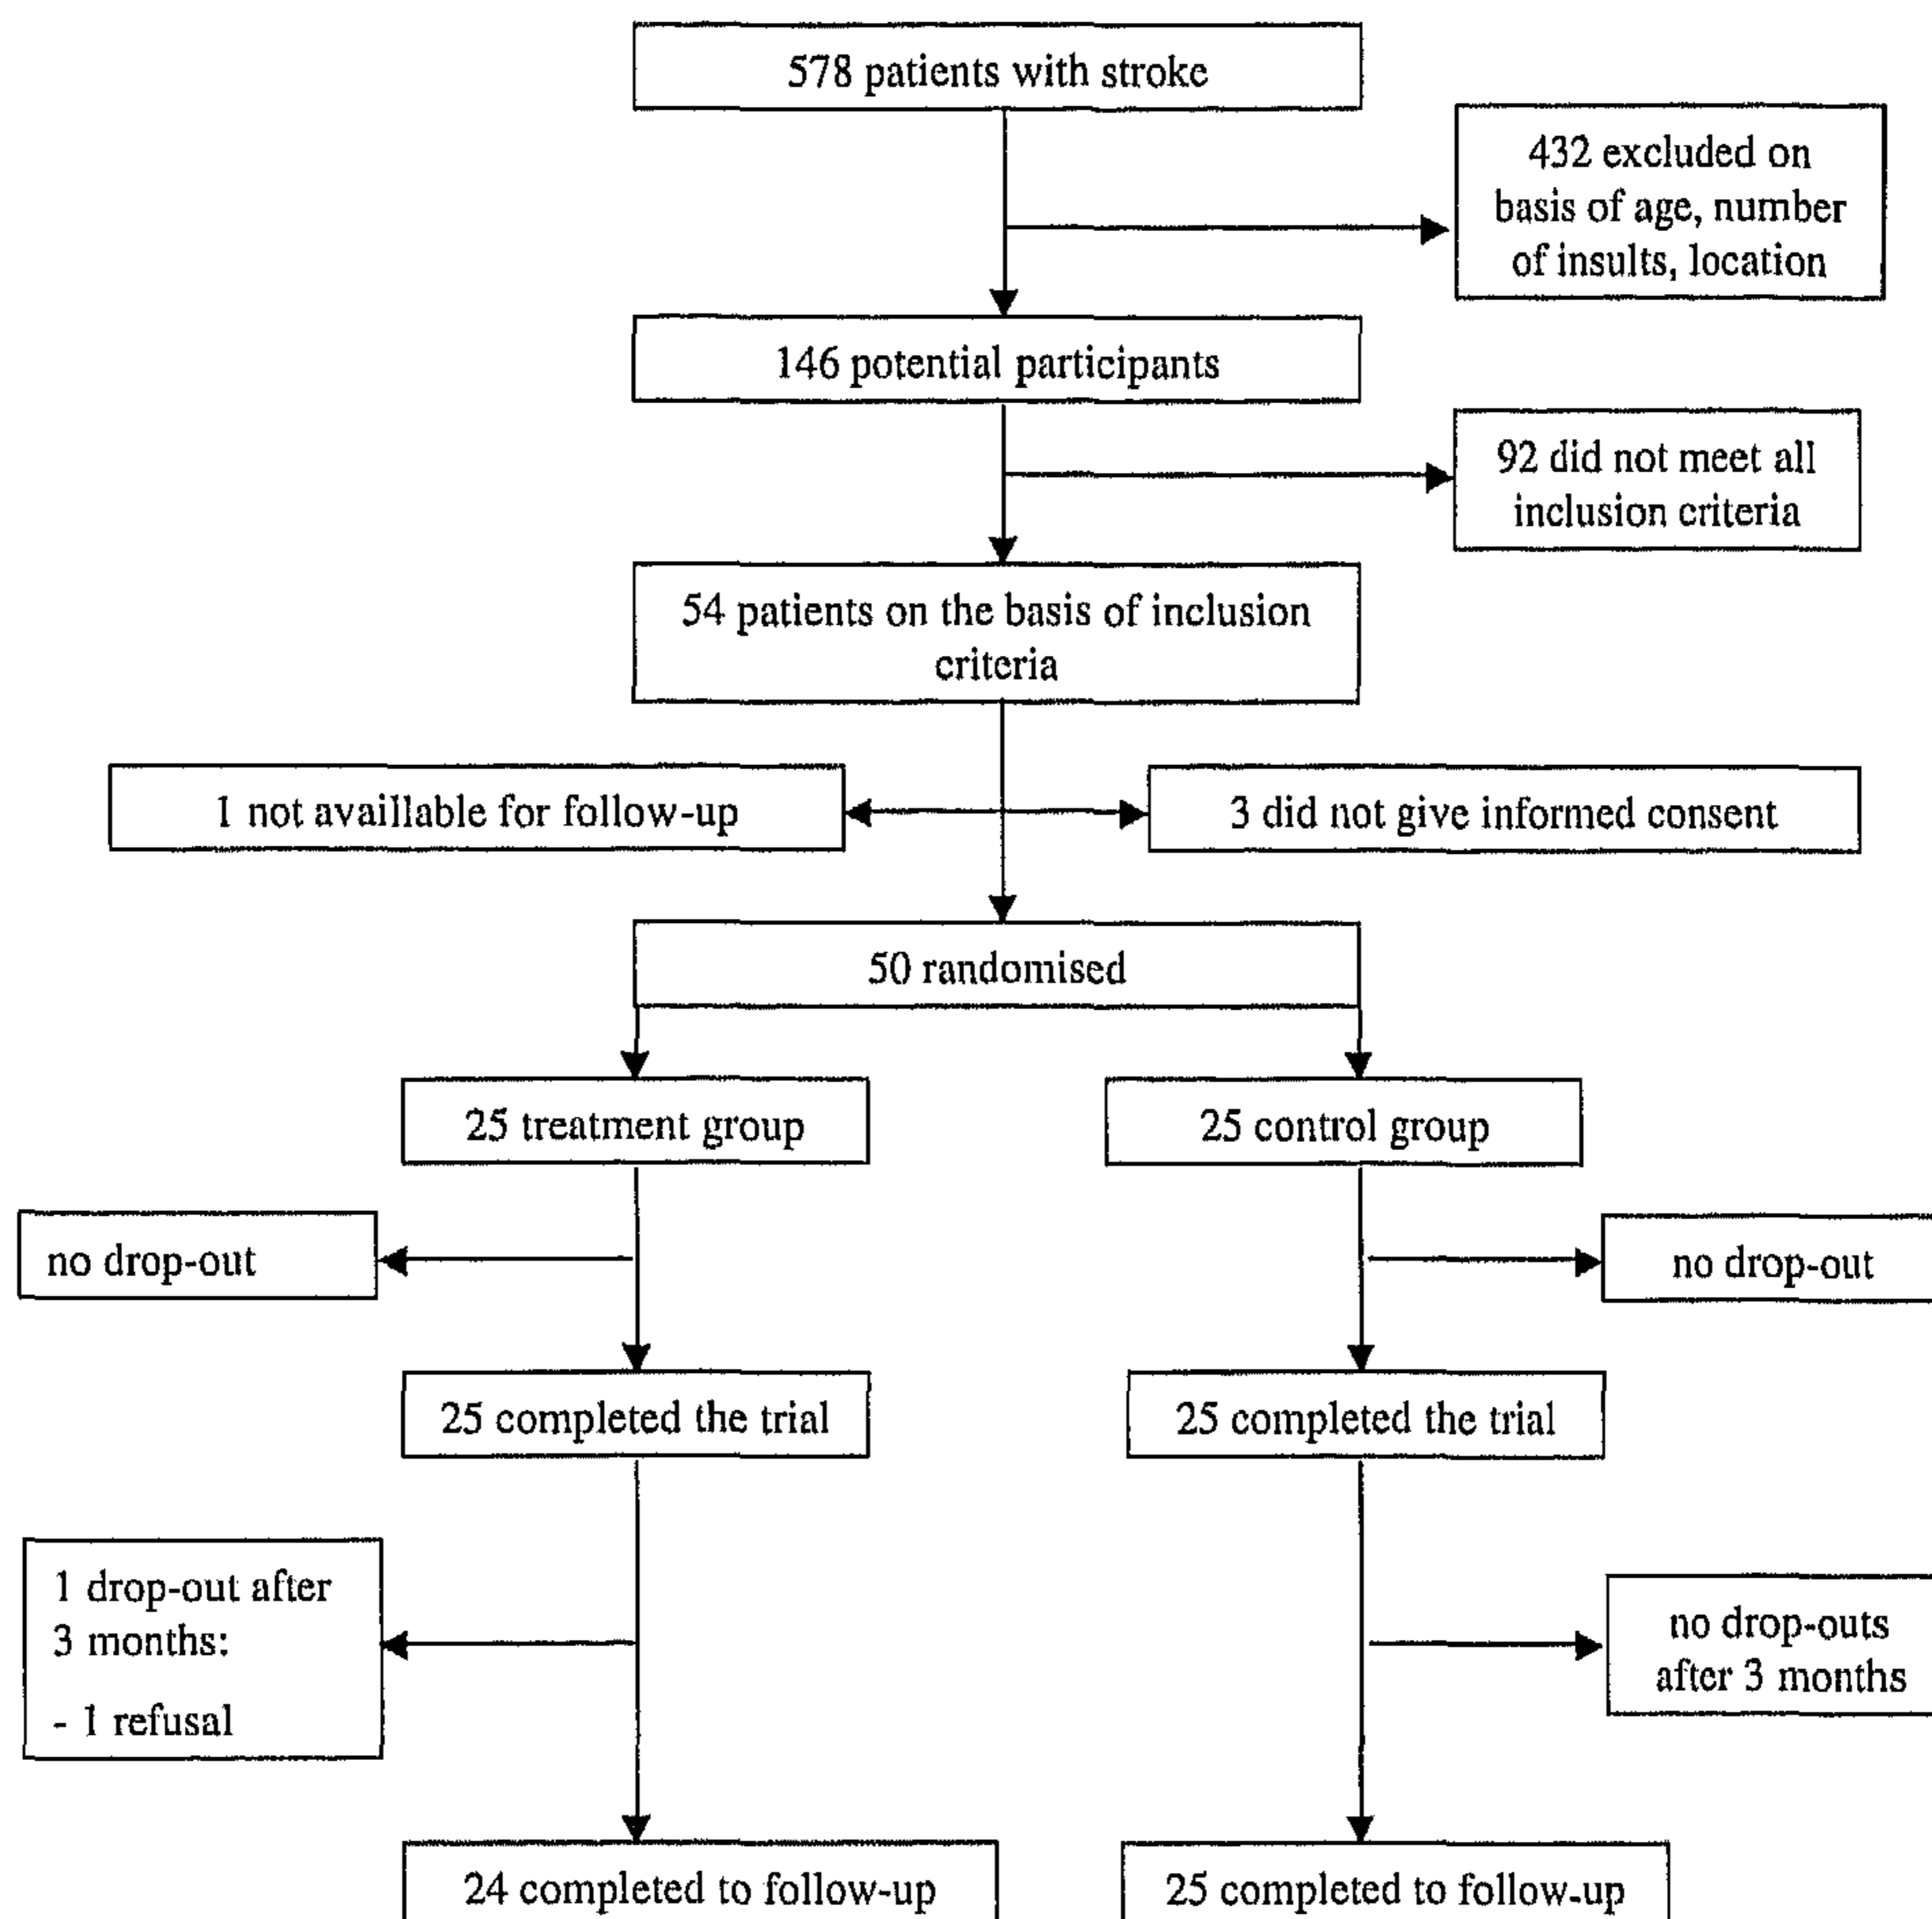 578 patients with stroke
432 excluded on
basis of age, number
of insults, location
146 potential participants
92 did not meet all
inclusion criteria
54 patients on the basis of inclusion
criteria
1 not availlable for follow-up
3 did not give informed consent
50 randomised
25 treatment group
25 control group
no drop-out
no drop-out
25 completed the trial
25 completed the trial
1 drop-out after
3 months:
- 1 refusal
no drop-outs
after 3 months
24 completed to follow-up
25 completed to follow-up